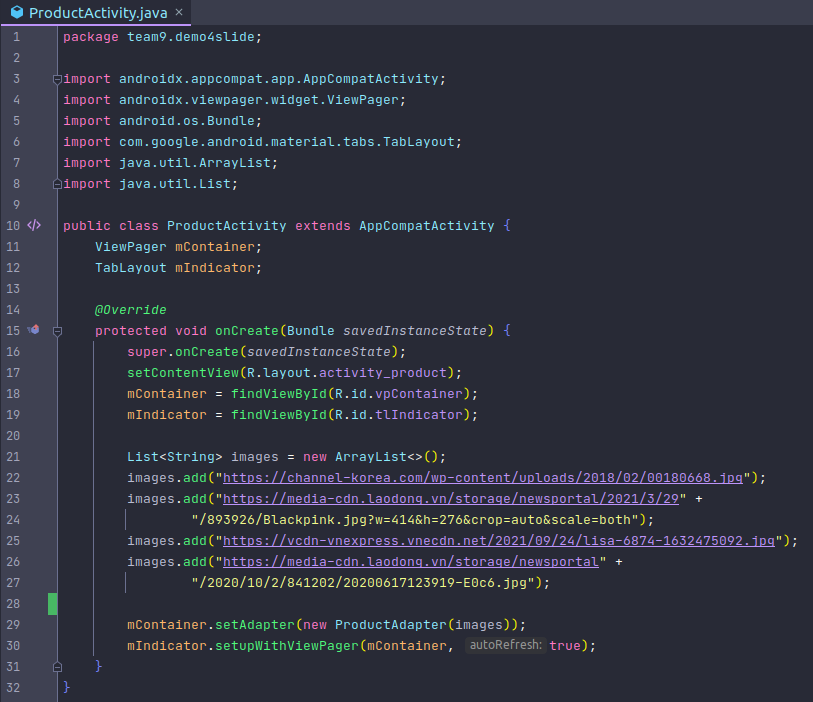 ProductActivity.java ×
1 package team9.demo4slide;
2
3 import androidx.appcompat.app.AppCompatActivity;
4 import androidx.viewpager.widget.ViewPager;
5 import android.os.Bundle;
6 import com.google.android.material.tabs.TabLayout;
7 import java.util.ArrayList;
8 import java.util.List;
9
10 public class ProductActivity extends AppCompatActivity {
11     ViewPager mContainer;
12     TabLayout mIndicator;
13
14     @Override
15     protected void onCreate(Bundle savedInstanceState) {
16         super.onCreate(savedInstanceState);
17         setContentView(R.layout.activity_product);
18         mContainer = findViewById(R.id.vpContainer);
19         mIndicator = findViewById(R.id.tlIndicator);
20
21         List<String> images = new ArrayList<>();
22         images.add("https://channel-korea.com/wp-content/uploads/2018/02/00180668.jpg");
23         images.add("https://media-cdn.laodong.vn/storage/newsportal/2021/3/29" +
24                 "/893926/Blackpink.jpg?w=414&h=276&crop=auto&scale=both");
25         images.add("https://vcdn-vnexpress.vnecdn.net/2021/09/24/lisa-6874-1632475092.jpg");
26         images.add("https://media-cdn.laodong.vn/storage/newsportal" +
27                 "/2020/10/2/841202/20200617123919-E0c6.jpg");
28
29         mContainer.setAdapter(new ProductAdapter(images));
30         mIndicator.setupWithViewPager(mContainer, autoRefresh: true);
31     }
32 }